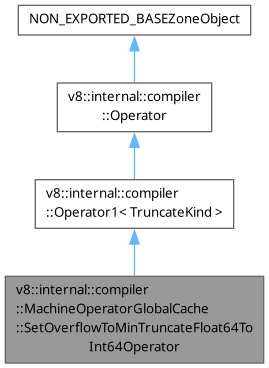 NON_EXPORTED_BASEZoneObject
v8::internal::compiler
::Operator
v8::internal::compiler
::Operator1< TruncateKind >
v8::internal::compiler
::MachineOperatorGlobalCache
::SetOverflowToMinTruncateFloat64To
Int64Operator